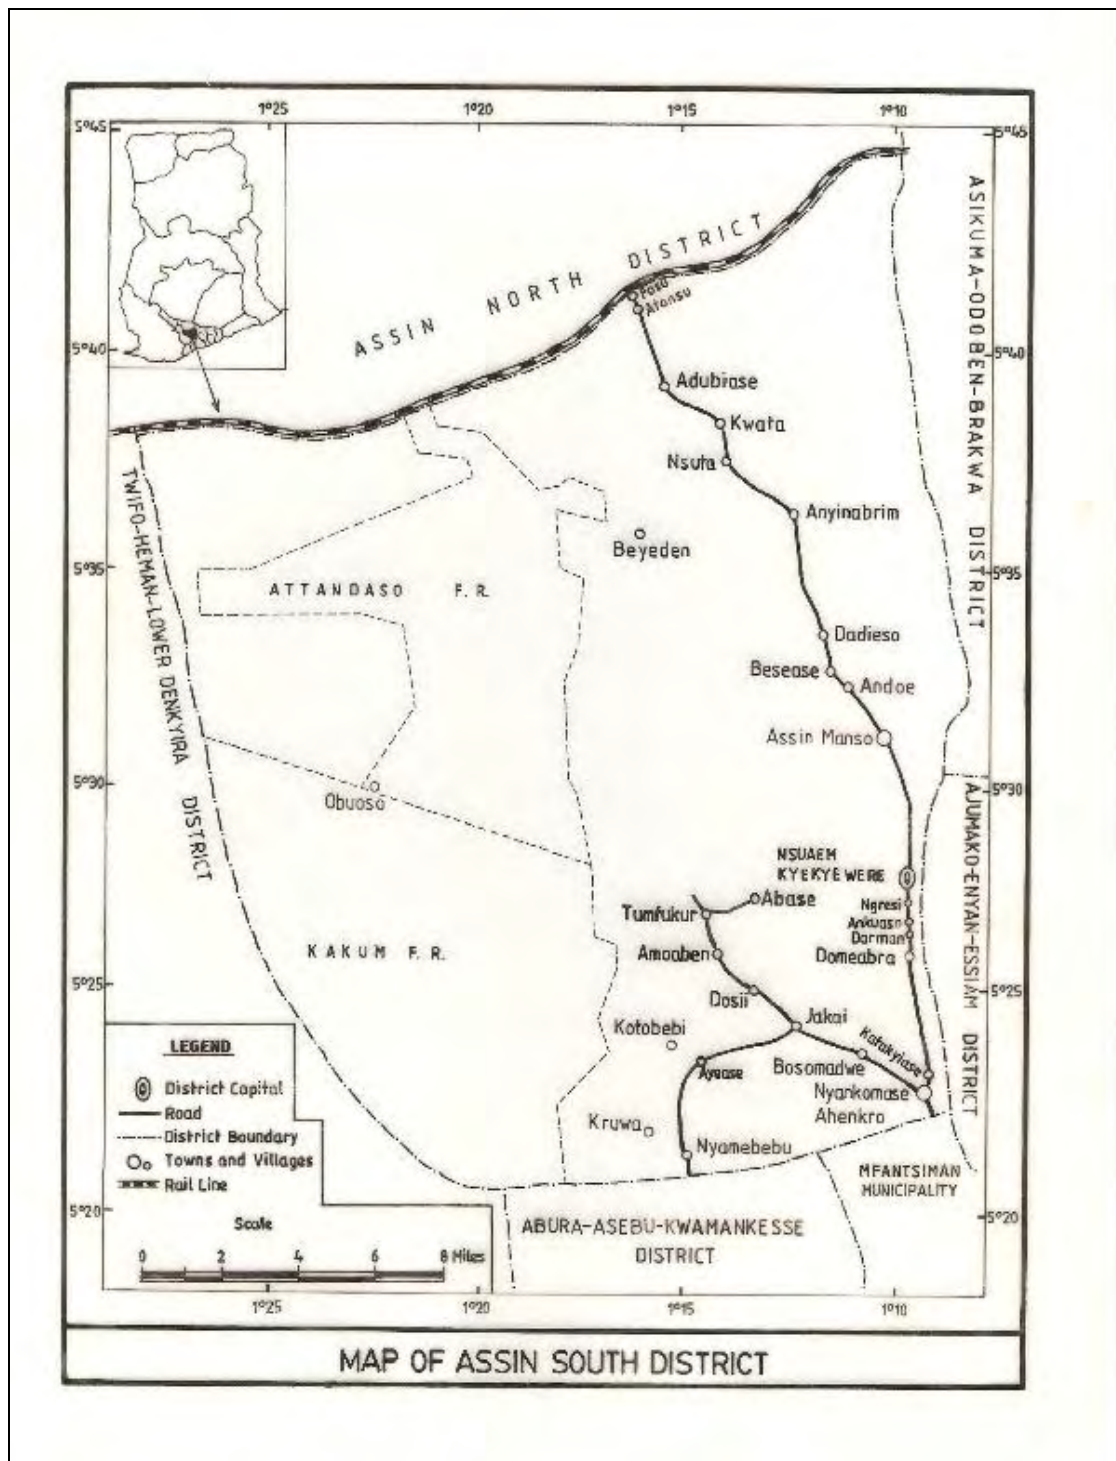 1°25 1°20 1°15 1°10
5°45 5°45
ASSIN NORTH DISTRICT
ASIKUMA-ODOBEN-BRAKWA DISTRICT
Fosu
Atonsu
5°40 5°40
Adubiase
Kwata
Nsuta
Anyinabrim
Beyeden
TWIFO-HEMAN-LOWER DENKYIRA DISTRICT
5°35 5°35
ATTANDASO F.R.
Dadieso
Besease
Andoe
Assin Manso
5°30 5°30
Obuoso
AJUMAKO-ENYAN-ESSIAM DISTRICT
NSUAEM
KYEKYEWERE
Abase
Ngresi
Tumfukur
Ankuasn
Darman
KAKUM F.R.
Amoaben
Domeabra
5°25 5°25
Dosii
Jakai
Kotobebi
Kofokyiase
Ayease
Bosomadwe
Nyankomase
Ahenkro
Kruwa
Nyamebebu
LEGEND
District Capital
Road
District Boundary
Towns and Villages
Rail Line
MFANTSIMAN
MUNICIPALITY
5°20 5°20
Scale
0 2 4 6 8 Miles
ABURA-ASEBU-KWAMANKESSE
DISTRICT
1°25 1°20 1°15 1°10
MAP OF ASSIN SOUTH DISTRICT